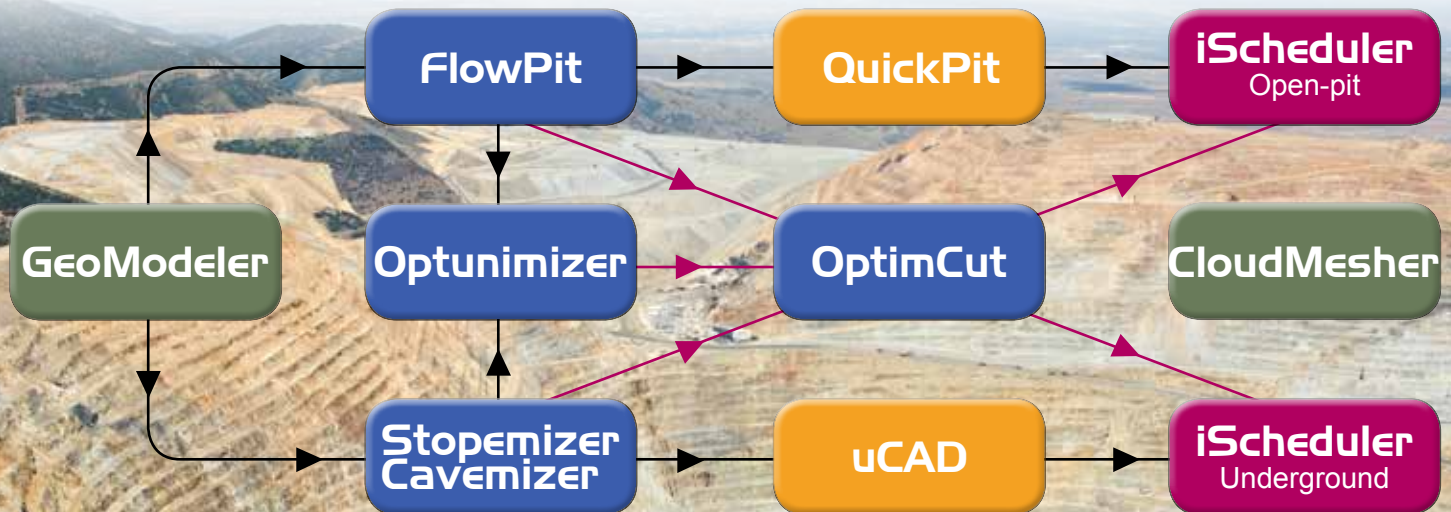 FlowPit
QuickPit
iScheduler
Open-pit
GeoModeler
Optunimizer
OptimCut
CloudMesher
Stopemizer
Cavemizer
uCAD
iScheduler
Underground